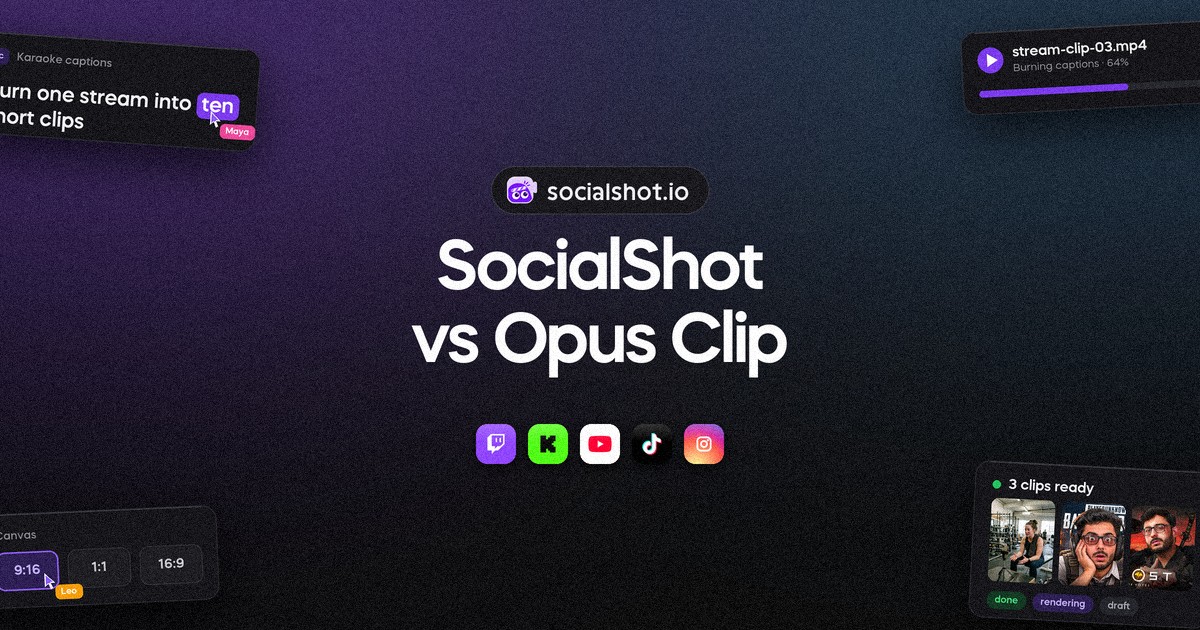 Karaoke captions
urn one stream into ten
hort clips
Maya
stream-clip-03.mp4
Burning captions · 64%
socialshot.io
SocialShot
vs Opus Clip
Canvas
9:16
1:1
16:9
Leo
3 clips ready
ST
done
rendering
draft